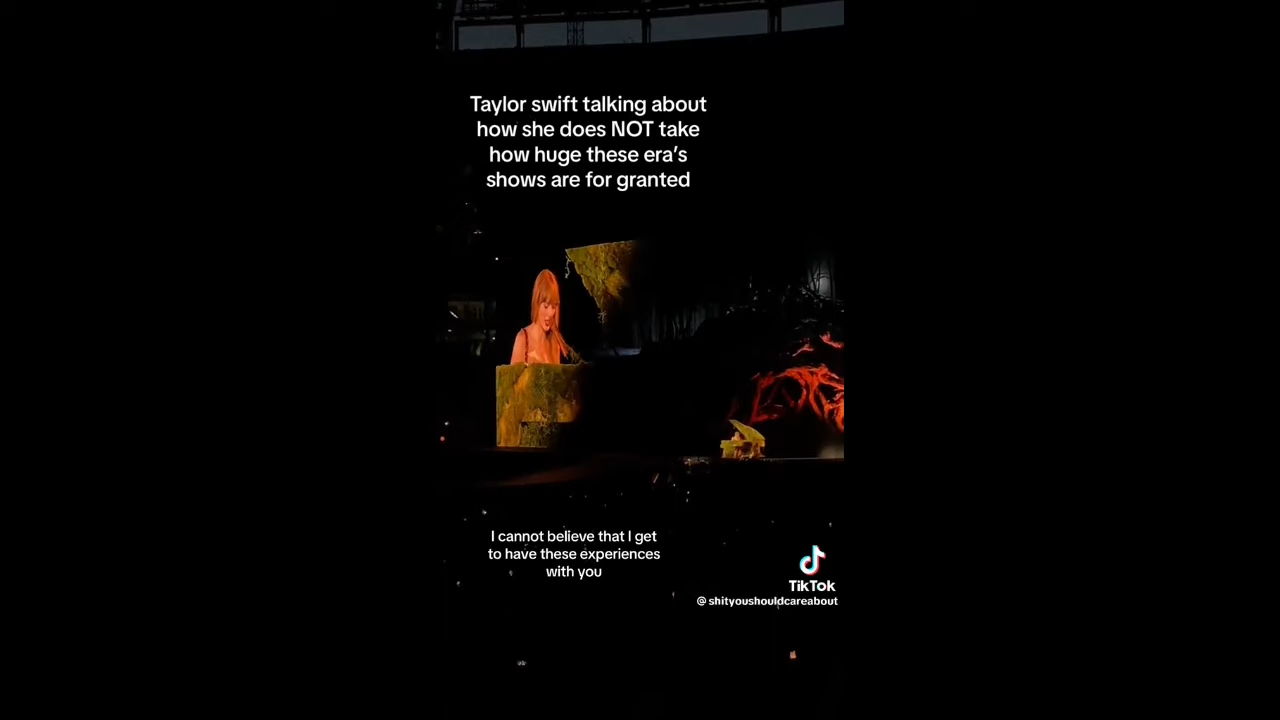 Taylor swift talking about
how she does NOT take
how huge these era's
shows are for granted
I cannot believe that I get
to have these experiences
with you
TikTok
@ shityoushouldcareabout